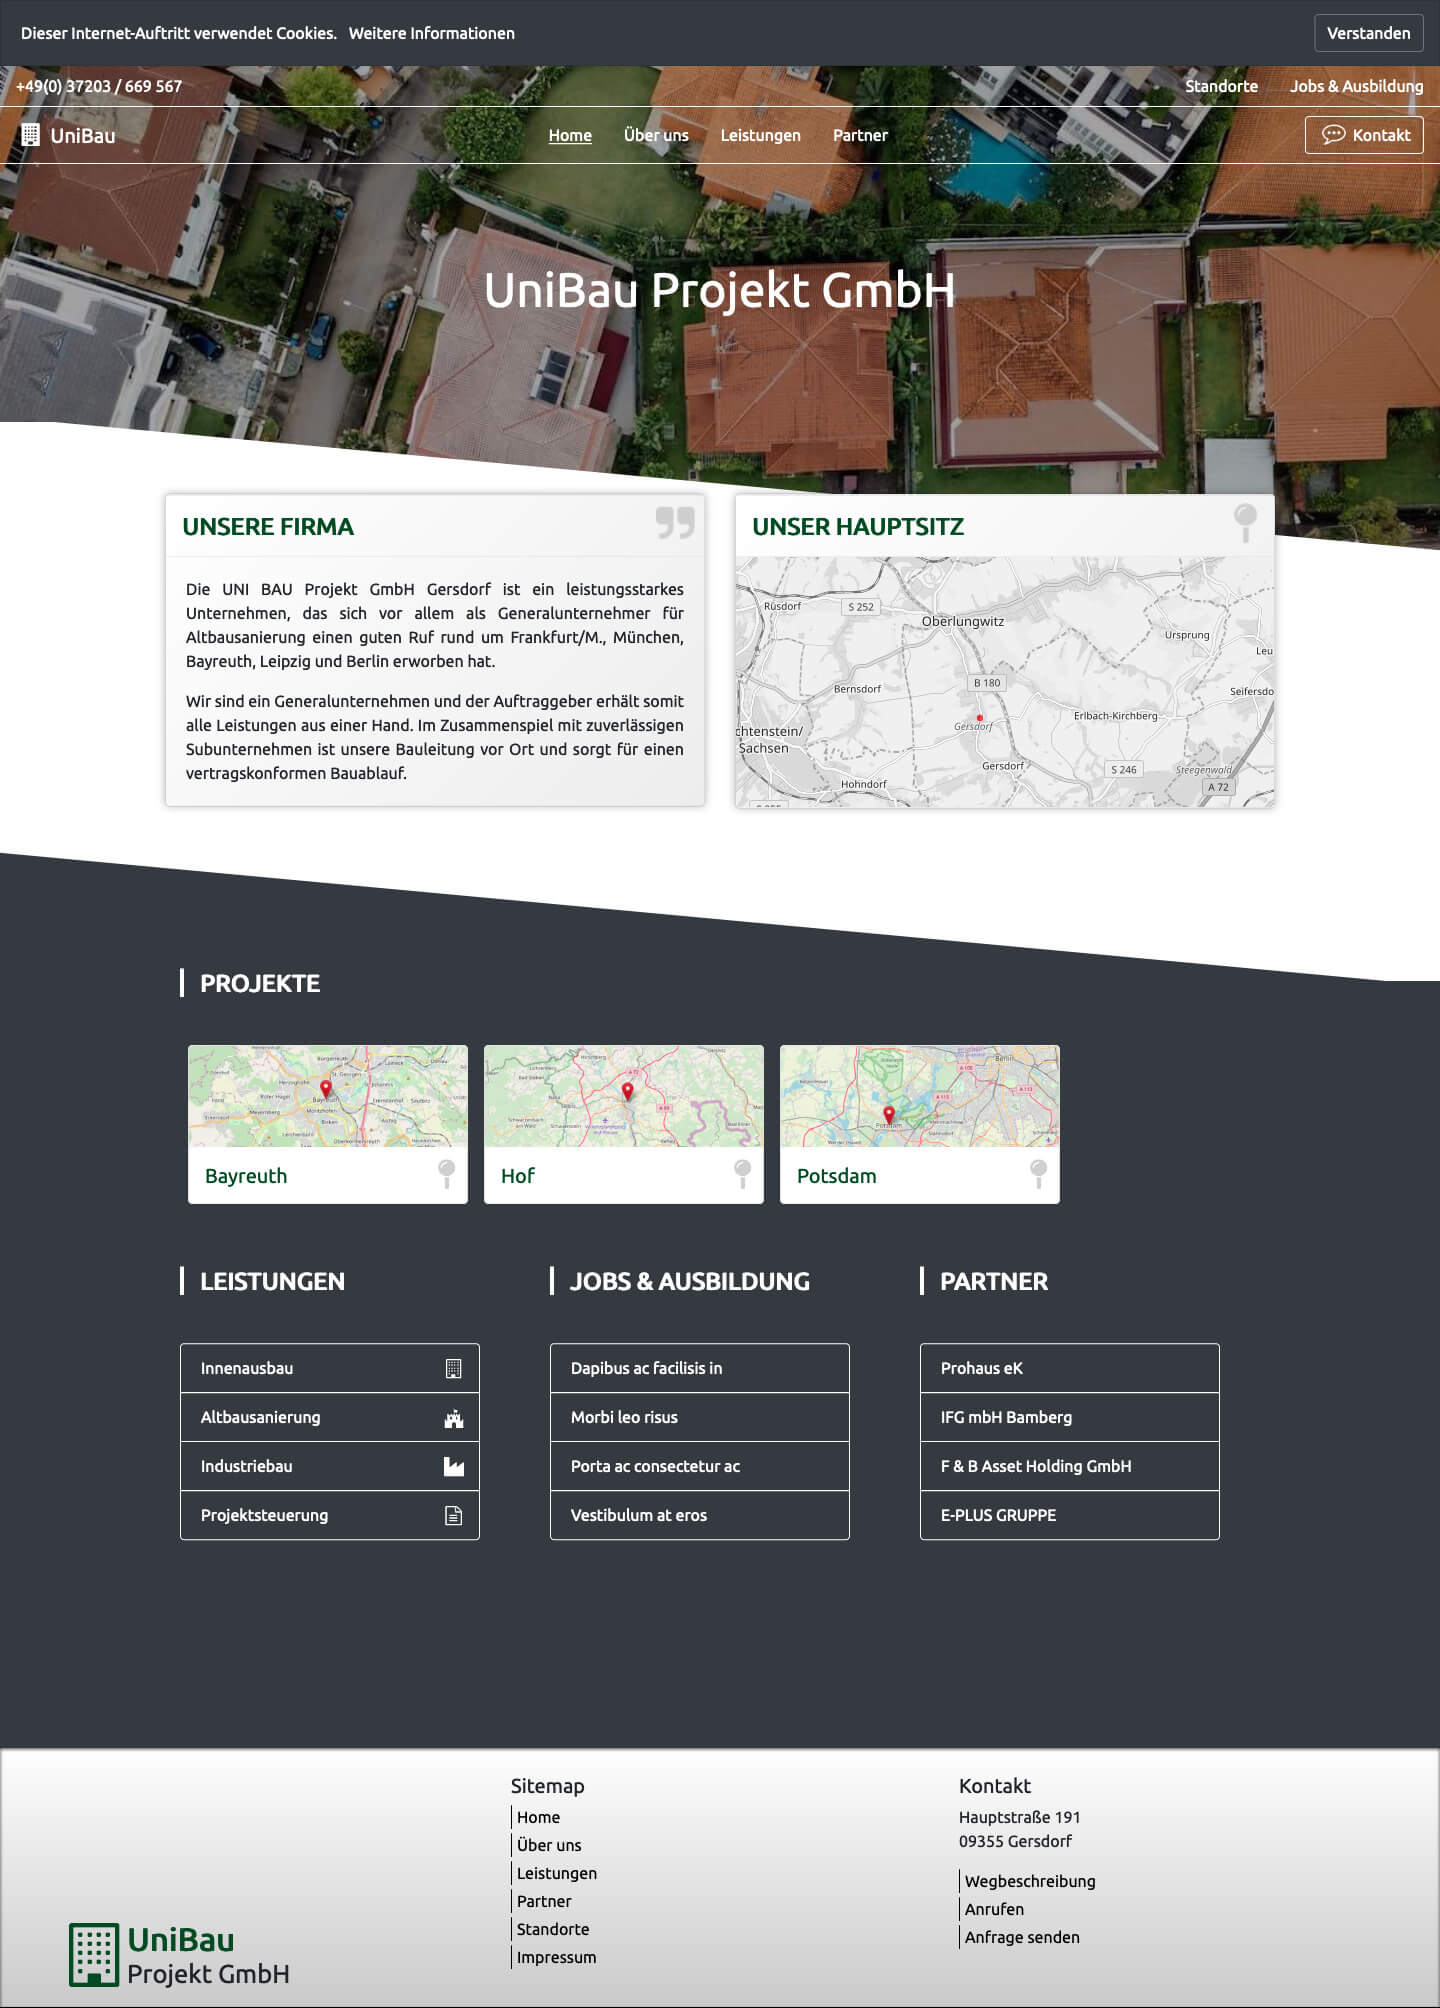 Dieser Internet-Auftritt verwendet Cookies. Weitere Informationen
Verstanden
+49(0) 37203 / 669 567
Standorte
Jobs & Ausbildung
UniBau
Home
Über uns
Leistungen
Partner
Kontakt
UniBau Projekt GmbH
UNSERE FIRMA
Die UNI BAU Projekt GmbH Gersdorf ist ein leistungsstarkes
Unternehmen, das sich vor allem als Generalunternehmer für
Altbausanierung einen guten Ruf rund um Frankfurt/M., München,
Bayreuth, Leipzig und Berlin erworben hat.
Wir sind ein Generalunternehmen und der Auftraggeber erhält somit
alle Leistungen aus einer Hand. Im Zusammenspiel mit zuverlässigen
Subunternehmen ist unsere Bauleitung vor Ort und sorgt für einen
vertragskonformen Bauablauf.
UNSER HAUPTSITZ
Rüsdorf
S 252
Oberlungwitz
Ursprung
Leu
Bernsdorf
B 180
Seifersdo
Gersdorf
Erlbach-Kirchberg
chtenstein/
Sachsen
Gersdorf
S 246
Steegenwald
Hohndorf
A 72
PROJEKTE
Bayreuth
Hof
Potsdam
Berlin
Bayreuth
Hof
Potsdam
LEISTUNGEN
Innenausbau
Altbausanierung
Industriebau
Projektsteuerung
JOBS & AUSBILDUNG
Dapibus ac facilisis in
Morbi leo risus
Porta ac consectetur ac
Vestibulum at eros
PARTNER
Prohaus eK
IFG mbH Bamberg
F & B Asset Holding GmbH
E-PLUS GRUPPE
UniBau
Projekt GmbH
Sitemap
Home
Über uns
Leistungen
Partner
Standorte
Impressum
Kontakt
Hauptstraße 191
09355 Gersdorf
Wegbeschreibung
Anrufen
Anfrage senden